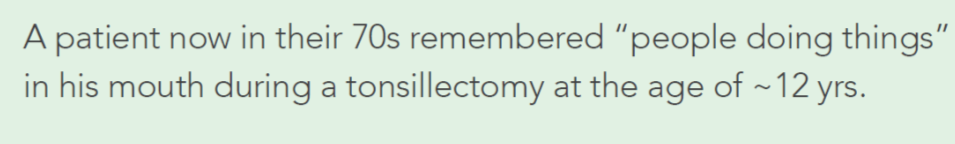 A patient now in their 70s remembered “people doing things”
in his mouth during a tonsillectomy at the age of ~12 yrs.